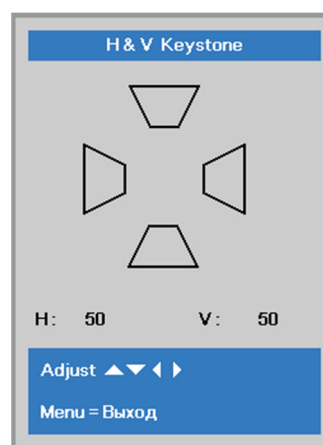 H & V Keystone
H: 50 V: 50
Adjust ▲▼◀▶
Menu = Выход